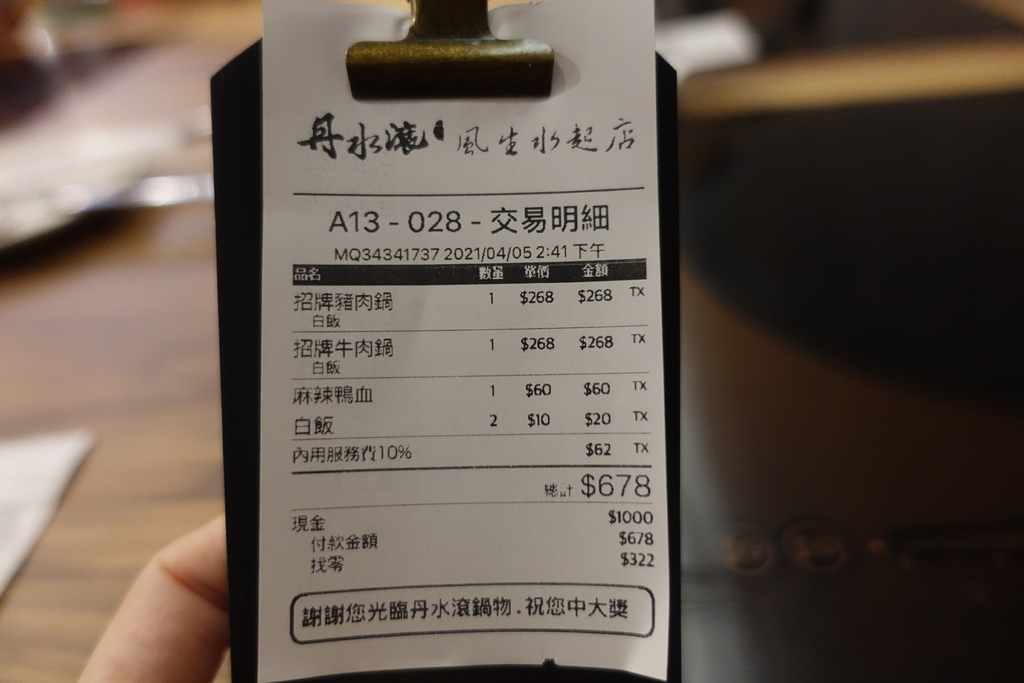 丹水滾 風生水起店
A13 - 028 - 交易明細
MQ34341737 2021/04/05 2:41 下午
品名 數量 單價 金額
招牌豬肉鍋 1 $268 $268 TX
白飯
招牌牛肉鍋 1 $268 $268 TX
白飯
麻辣鴨血 1 $60 $60 TX
白飯 2 $10 $20 TX
內用服務費10% $62 TX
總計 $678
現金 $1000
付款金額 $678
找零 $322
謝謝您光臨丹水滾鍋物.祝您中大獎